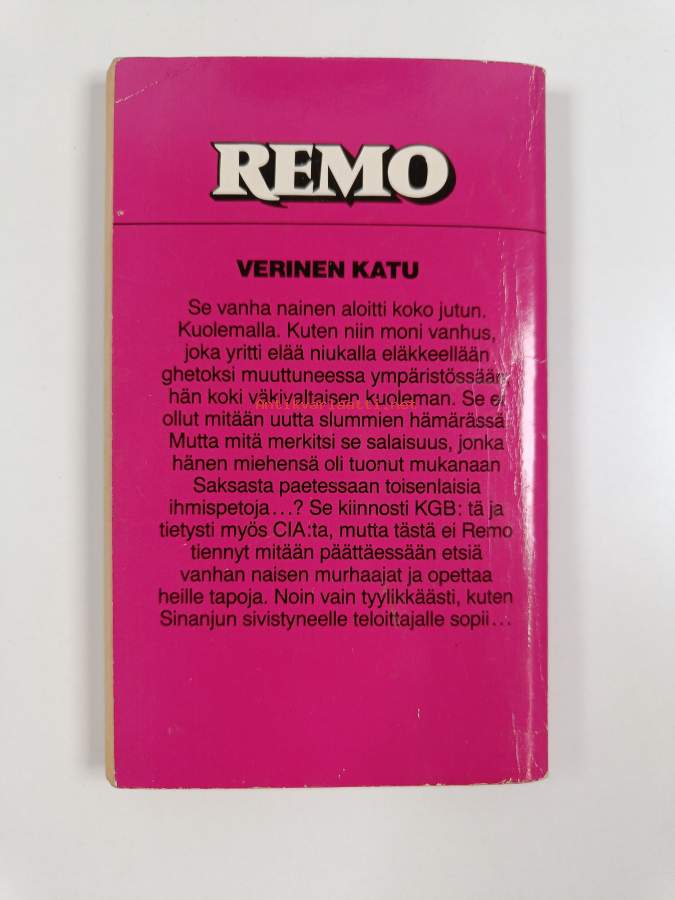 REMO
VERINEN KATU
Se vanha nainen aloitti koko jutun.
Kuolemalla. Kuten niin moni vanhus,
joka yritti elää niukalla eläkkeellään
ghetoksi muuttuneessa ympäristössään,
hän koki väkivaltaisen kuoleman. Se ei
Antikvariaatti.net
ollut mitään uutta slummien hämärässä.
Mutta mitä merkitsi se salaisuus, jonka
hänen miehensä oli tuonut mukanaan
Saksasta paetessaan toisenlaisia
ihmispetoja...? Se kiinnosti KGB: tä ja
tietysti myös CIA:ta, mutta tästä ei Remo
tiennyt mitään päättäessään etsiä
vanhan naisen murhaajat ja opettaa
heille tapoja. Noin vain tyylikkäästi, kuten
Sinanjun sivistyneelle teloittajalle sopii...